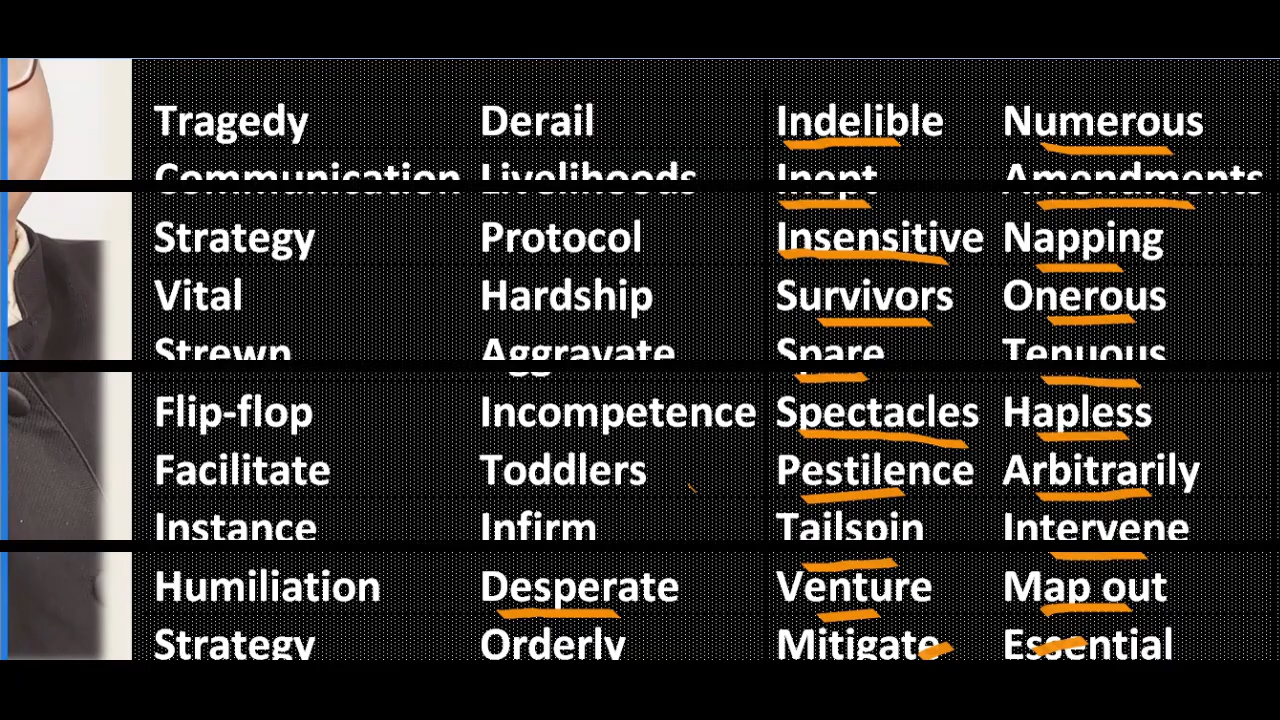 Tragedy Derail Indelible Numerous
Communication Livelihoods Inept Amendments
Strategy Protocol Insensitive Napping
Vital Hardship Survivors Onerous
Strewn Aggravate Spare Tenuous
Flip-flop Incompetence Spectacles Hapless
Facilitate Toddlers Pestilence Arbitrarily
Instance Infirm Tailspin Intervene
Humiliation Desperate Venture Map out
Strategy Orderly Mitigate Essential